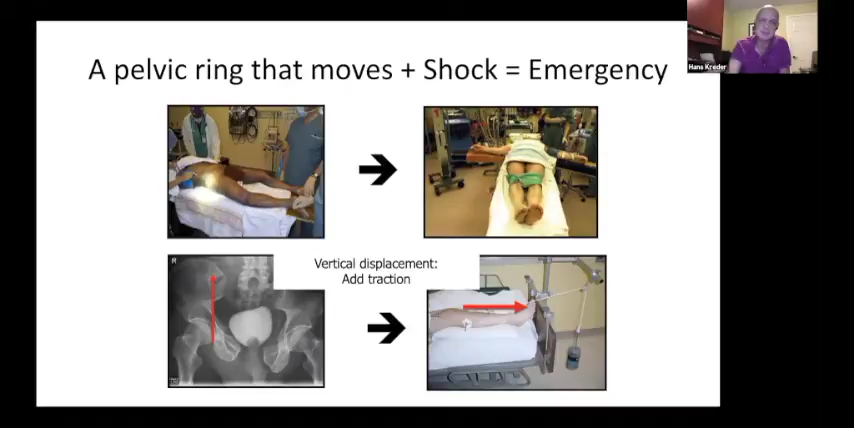 A pelvic ring that moves + Shock = Emergency
Hans Kreder
Vertical displacement:
Add traction
R